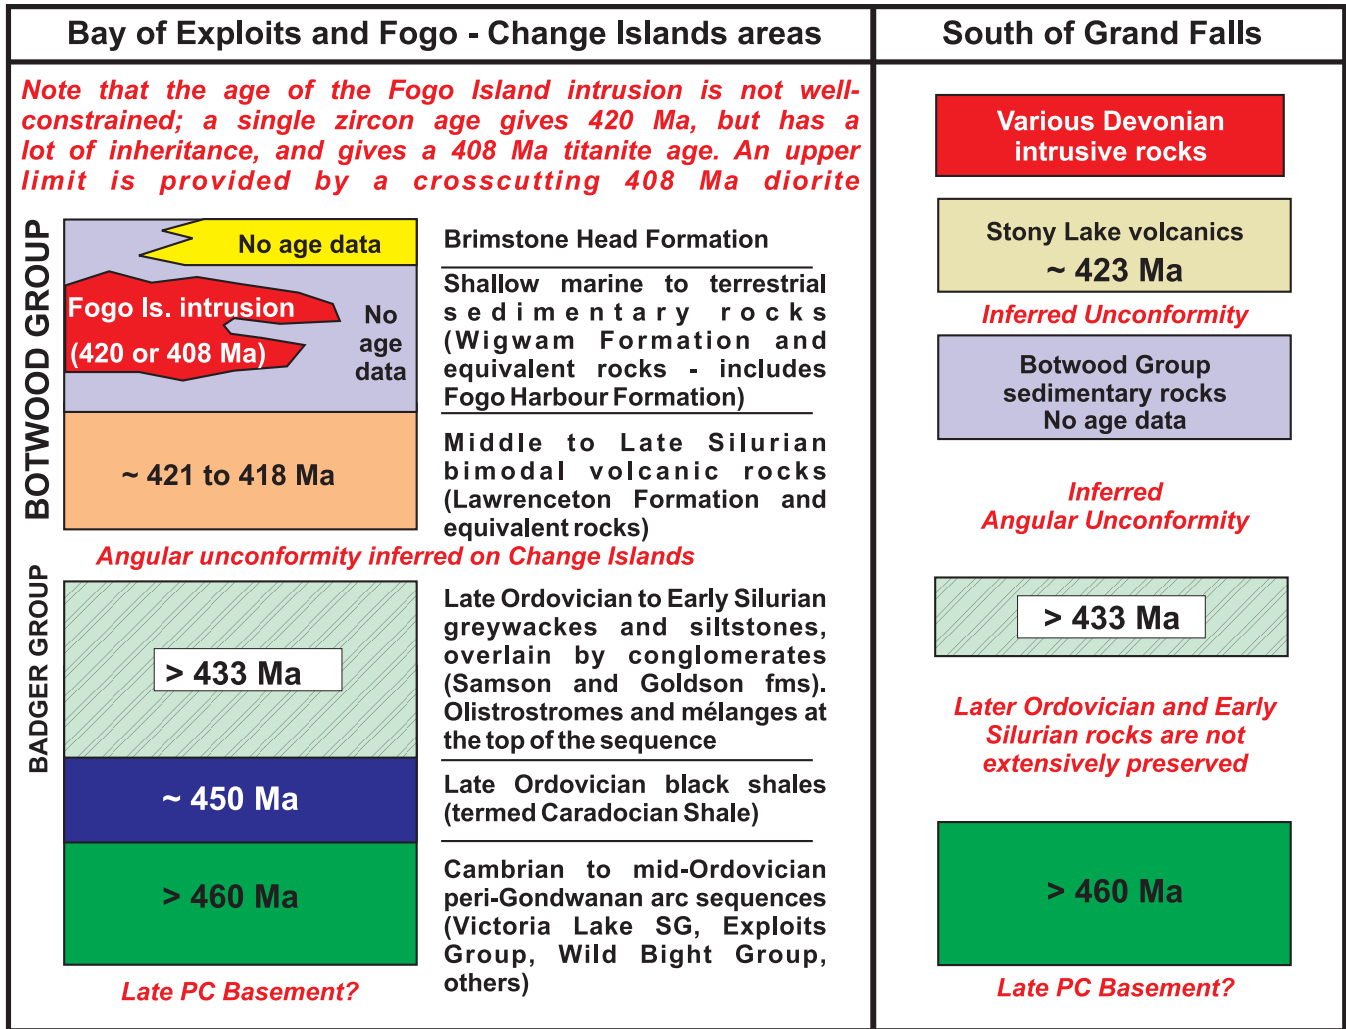 Bay of Exploits and Fogo - Change Islands areas
Note that the age of the Fogo Island intrusion is not well-
constrained; a single zircon age gives 420 Ma, but has a
lot of inheritance, and gives a 408 Ma titanite age. An upper
limit is provided by a crosscutting 408 Ma diorite
BOTWOOD GROUP
No age data
Brimstone Head Formation
Fogo Is. intrusion
(420 or 408 Ma)
No
age
data
Shallow marine to terrestrial
sedimentary rocks
(Wigwam Formation and
equivalent rocks - includes
Fogo Harbour Formation)
~ 421 to 418 Ma
Middle to Late Silurian
bimodal volcanic rocks
(Lawrenceton Formation and
equivalent rocks)
Angular unconformity inferred on Change Islands
BADGER GROUP
> 433 Ma
Late Ordovician to Early Silurian
greywackes and siltstones,
overlain by conglomerates
(Samson and Goldson fms).
Olistrostromes and mélanges at
the top of the sequence
~ 450 Ma
Late Ordovician black shales
(termed Caradocian Shale)
> 460 Ma
Cambrian to mid-Ordovician
peri-Gondwanan arc sequences
(Victoria Lake SG, Exploits
Group, Wild Bight Group,
others)
Late PC Basement?
South of Grand Falls
Various Devonian
intrusive rocks
Stony Lake volcanics
~ 423 Ma
Inferred Unconformity
Botwood Group
sedimentary rocks
No age data
Inferred
Angular Unconformity
> 433 Ma
Later Ordovician and Early
Silurian rocks are not
extensively preserved
> 460 Ma
Late PC Basement?